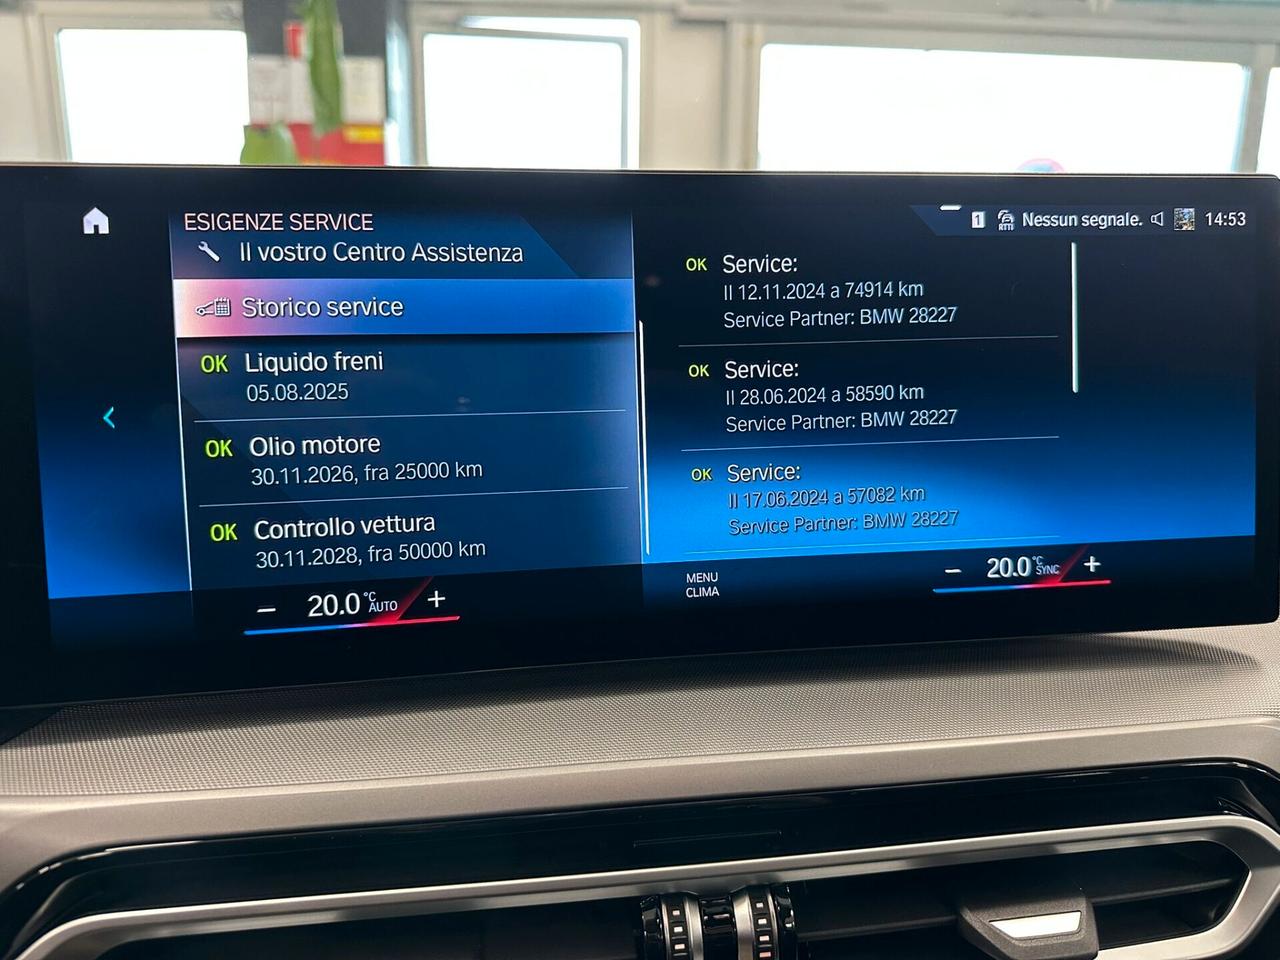 ESIGENZE SERVICE
Il vostro Centro Assistenza
Storico service
OK Liquido freni
05.08.2025
OK Olio motore
30.11.2026, fra 25000 km
OK Controllo vettura
30.11.2028, fra 50000 km
1 RTTI Nessun segnale. 14:53
OK Service:
Il 12.11.2024 a 74914 km
Service Partner: BMW 28227
OK Service:
Il 28.06.2024 a 58590 km
Service Partner: BMW 28227
OK Service:
Il 17.06.2024 a 57082 km
Service Partner: BMW 28227
− 20.0 °C AUTO +
MENU
CLIMA
− 20.0 °C SYNC +